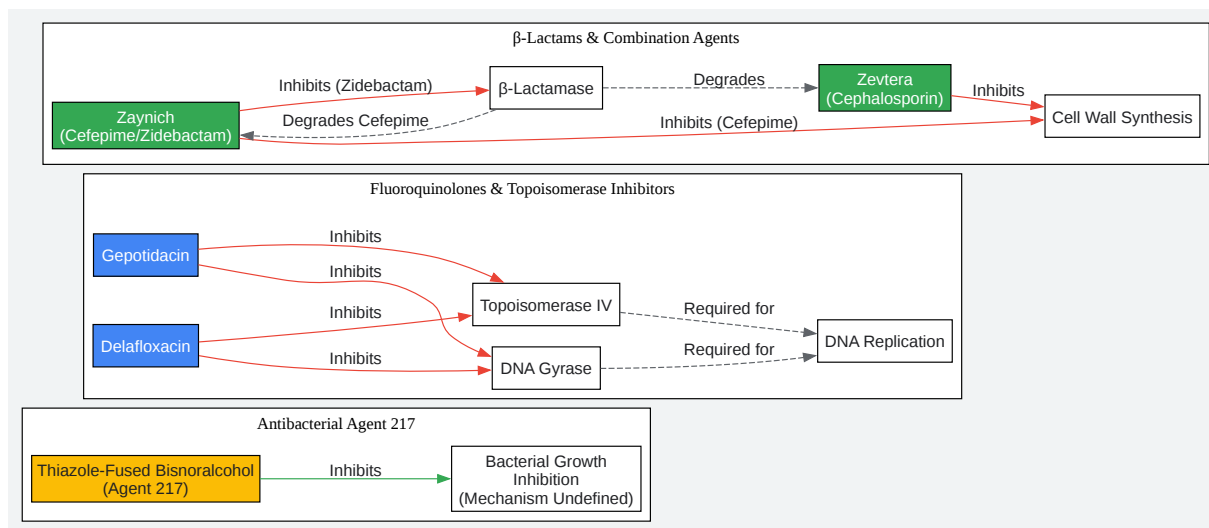 β-Lactams & Combination Agents
Inhibits (Zidebactam)
β-Lactamase
Degrades
Zevtera
(Cephalosporin)
Inhibits
Zaynich
(Cefepime/Zidebactam)
Degrades Cefepime
Inhibits (Cefepime)
Cell Wall Synthesis
Fluoroquinolones & Topoisomerase Inhibitors
Gepotidacin
Inhibits
Inhibits
Topoisomerase IV
Required for
Delafloxacin
Inhibits
Inhibits
DNA Gyrase
Required for
DNA Replication
Antibacterial Agent 217
Thiazole-Fused Bisnoralcohol
(Agent 217)
Inhibits
Bacterial Growth
Inhibition
(Mechanism Undefined)